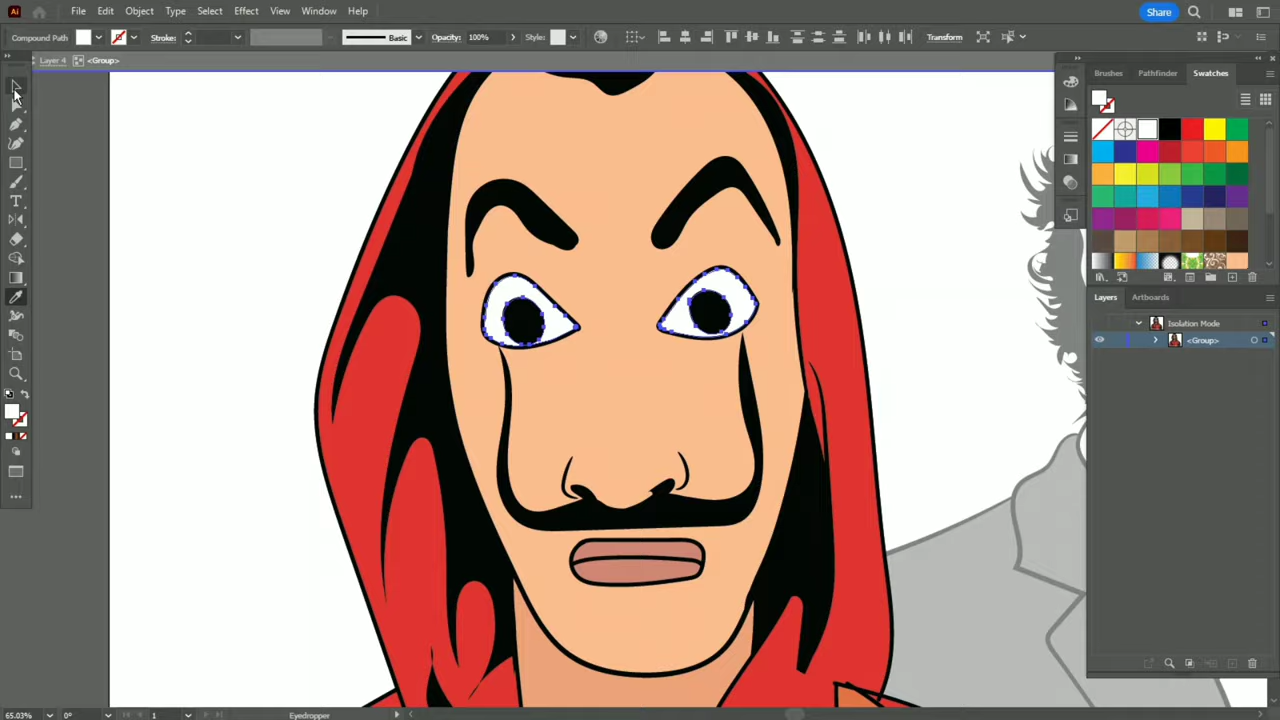 Ai File Edit Object Type Select Effect View Window Help Share
Compound Path Stroke: Basic Opacity: 100% Style: Transform
Layer 4 <Group>
Brushes Pathfinder Swatches
Layers Artboards
Isolation Mode
<Group>
65.03% 0° 1 Eyedropper